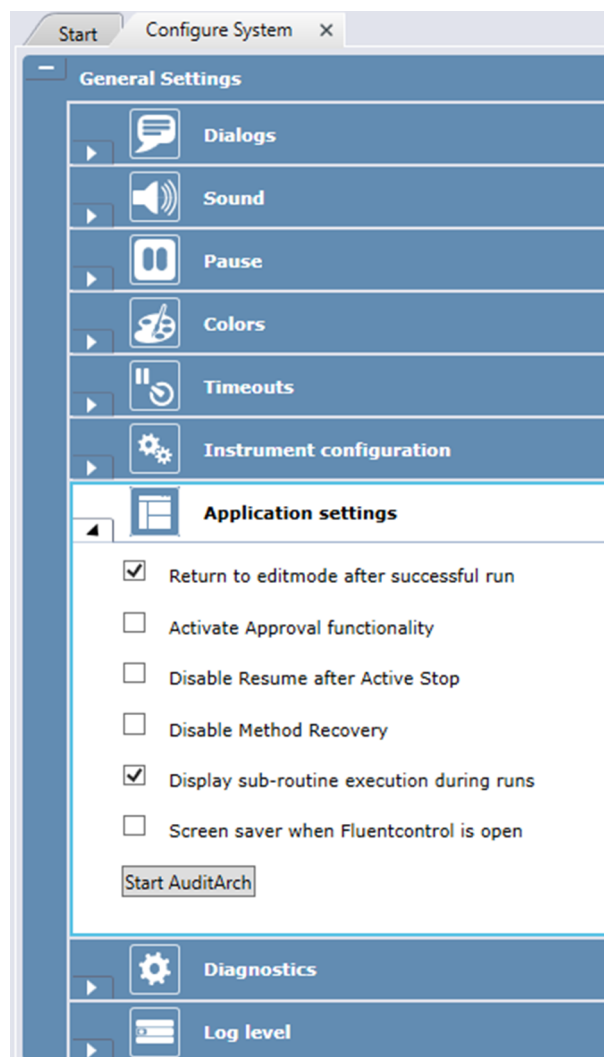 Start
Configure System
General Settings
Dialogs
Sound
Pause
Colors
Timeouts
Instrument configuration
Application settings
Return to editmode after successful run
Activate Approval functionality
Disable Resume after Active Stop
Disable Method Recovery
Display sub-routine execution during runs
Screen saver when Fluentcontrol is open
Start AuditArch
Diagnostics
Log level